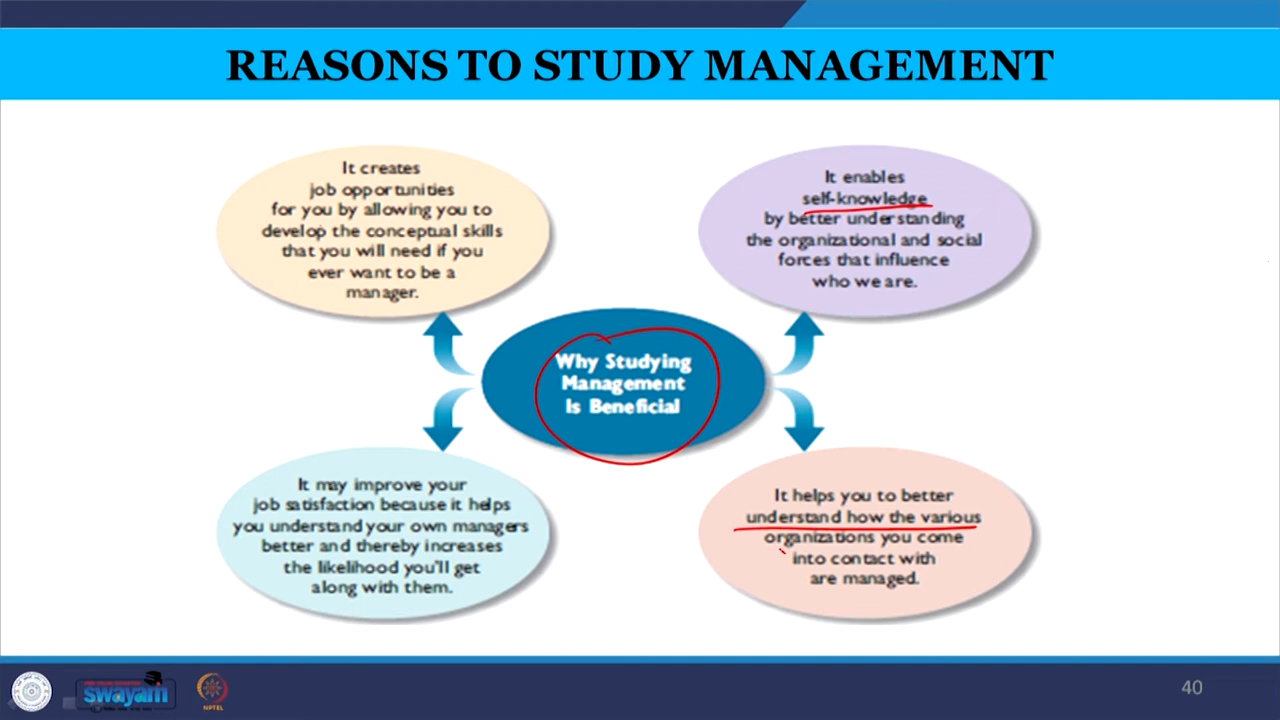 REASONS TO STUDY MANAGEMENT
It creates
job opportunities
for you by allowing you to
develop the conceptual skills
that you will need if you
ever want to be a
manager.
It enables
self-knowledge
by better understanding
the organizational and social
forces that influence
who we are.
Why Studying
Management
Is Beneficial
It may improve your
job satisfaction because it helps
you understand your own managers
better and thereby increases
the likelihood you'll get
along with them.
It helps you to better
understand how the various
organizations you come
into contact with
are managed.
swayam
NPTEL
40